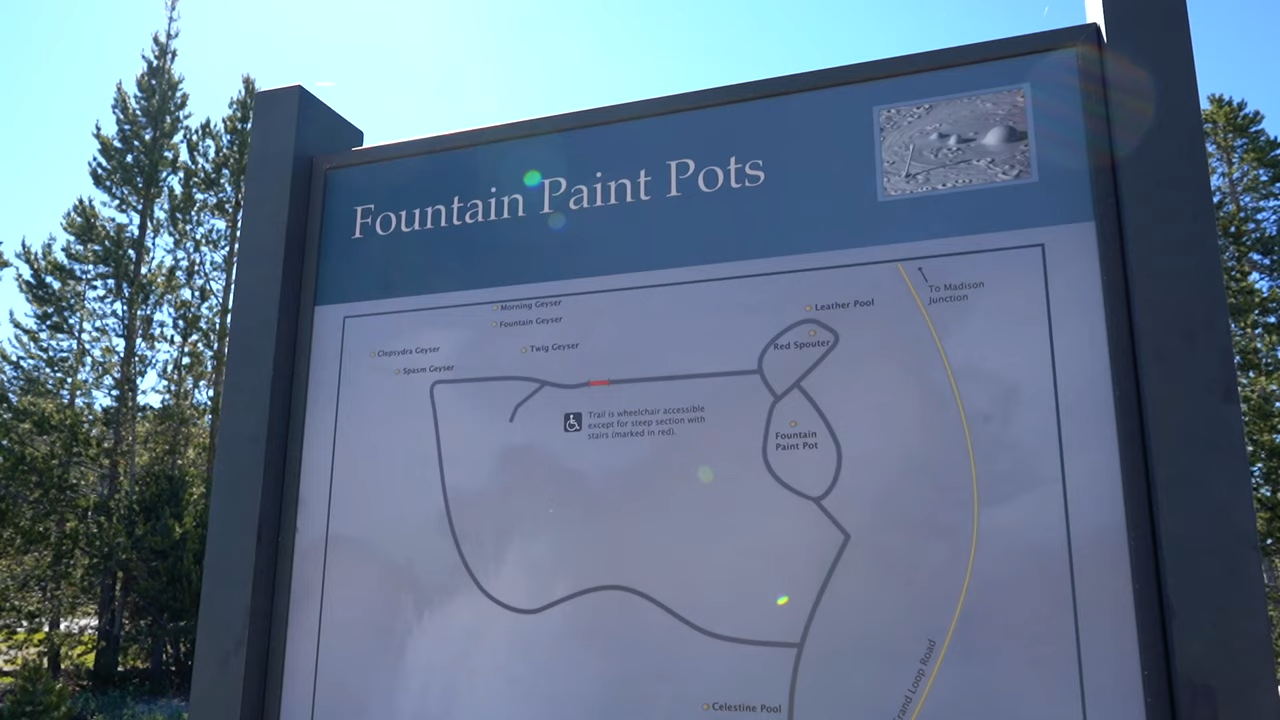 Fountain Paint Pots
To Madison
Junction
Morning Geyser
Leather Pool
Fountain Geyser
Clepsydra Geyser
Twig Geyser
Red Spouter
Spasm Geyser
Trail is wheelchair accessible
except for steep section with
stairs (marked in red).
Fountain
Paint Pot
Loop Road
Celestine Pool